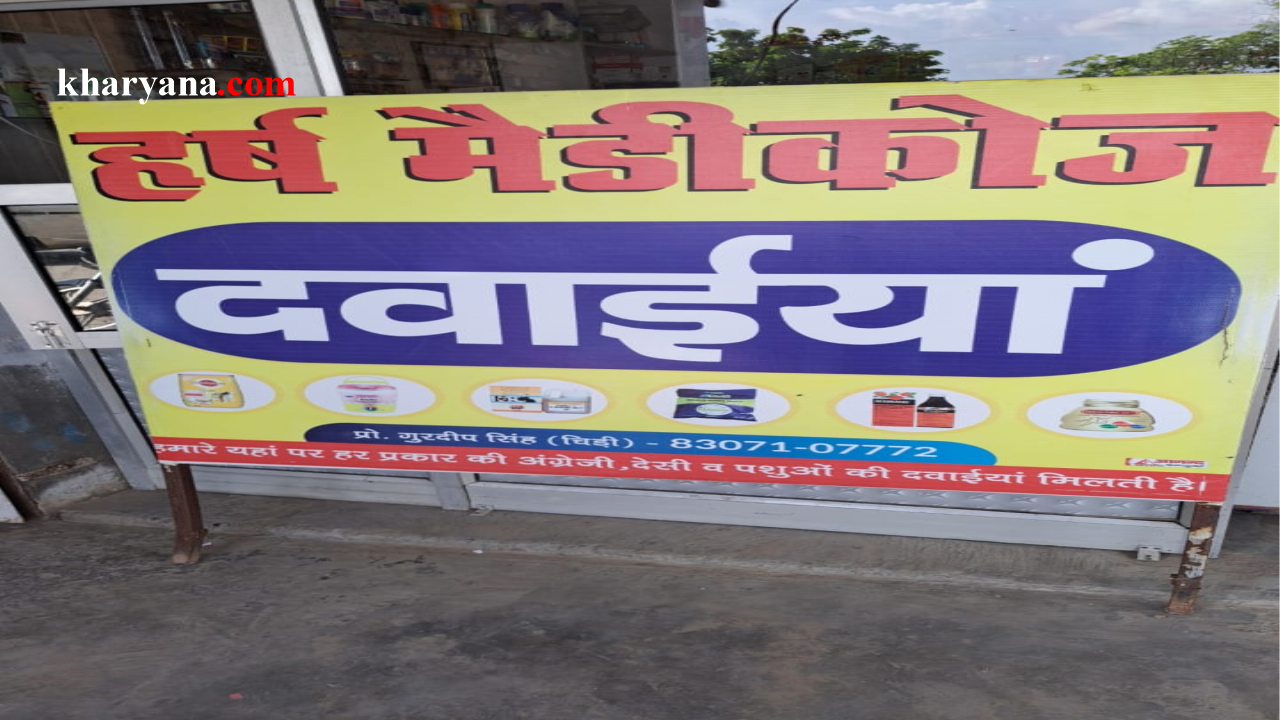 kharyana.com
हर्ष मैडीकोज
दवाईयां
प्रो. गुरदीप सिंह (चिडी) - 83071-07772
हमारे यहां पर हर प्रकार की अंग्रेजी,देसी व पशुओं की दवाईयां मिलती है।